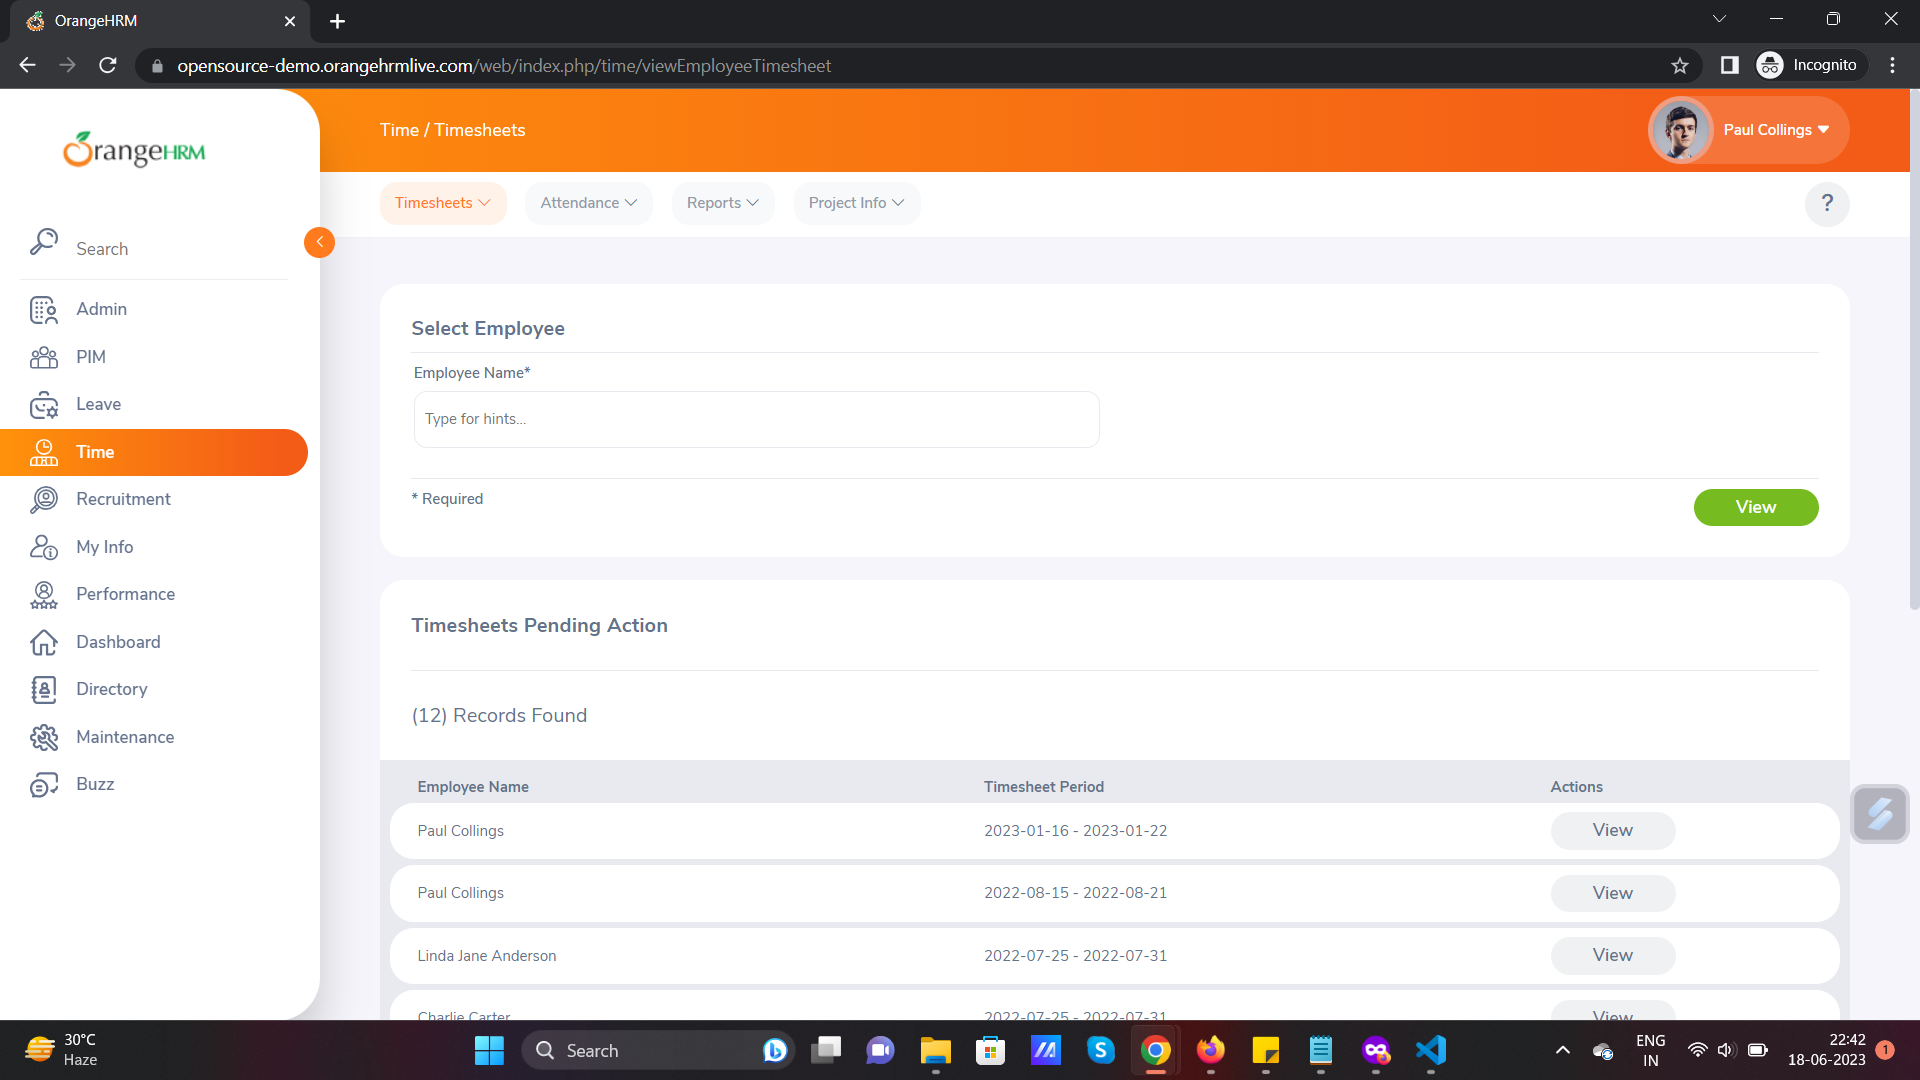 OrangeHRM
opensource-demo.orangehrmlive.com/web/index.php/time/viewEmployeeTimesheet
Incognito
OrangeHRM
Time / Timesheets
Paul Collings
Timesheets
Attendance
Reports
Project Info
?
Search
Admin
PIM
Leave
Time
Recruitment
My Info
Performance
Dashboard
Directory
Maintenance
Buzz
Select Employee
Employee Name*
Type for hints...
* Required
View
Timesheets Pending Action
(12) Records Found
Employee Name Timesheet Period Actions
Paul Collings 2023-01-16 - 2023-01-22 View
Paul Collings 2022-08-15 - 2022-08-21 View
Linda Jane Anderson 2022-07-25 - 2022-07-31 View
Charlie Carter 2022-07-25 - 2022-07-31 View
30°C
Haze
Search
ENG
IN
22:42
18-06-2023
1